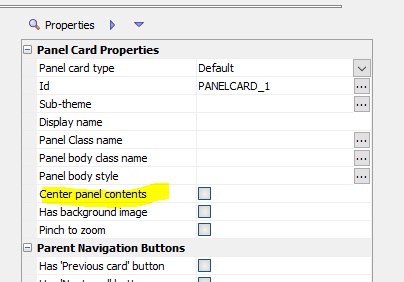 Properties
Panel Card Properties
Panel card type Default
Id PANELCARD_1
Sub-theme
Display name
Panel Class name
Panel body class name
Panel body style
Center panel contents
Has background image
Pinch to zoom
Parent Navigation Buttons
Has 'Previous card' button